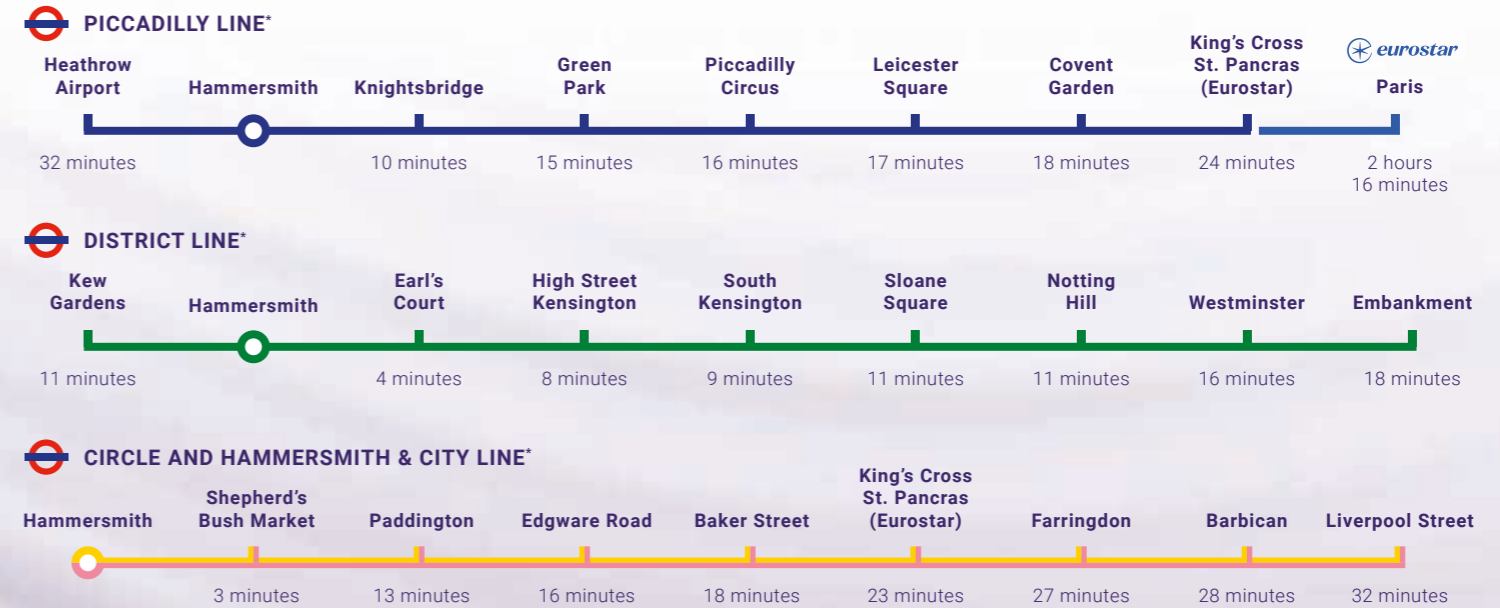 PICCADILLY LINE*
Heathrow
Airport
Hammersmith
Knightsbridge
Green
Park
Piccadilly
Circus
Leicester
Square
Covent
Garden
King's Cross
St. Pancras
(Eurostar)
eurostar
Paris
32 minutes
10 minutes
15 minutes
16 minutes
17 minutes
18 minutes
24 minutes
2 hours
16 minutes
DISTRICT LINE*
Kew
Gardens
Hammersmith
Earl's
Court
High Street
Kensington
South
Kensington
Sloane
Square
Notting
Hill
Westminster
Embankment
11 minutes
4 minutes
8 minutes
9 minutes
11 minutes
11 minutes
16 minutes
18 minutes
CIRCLE AND HAMMERSMITH & CITY LINE*
Hammersmith
Shepherd's
Bush Market
Paddington
Edgware Road
Baker Street
King's Cross
St. Pancras
(Eurostar)
Farringdon
Barbican
Liverpool Street
3 minutes
13 minutes
16 minutes
18 minutes
23 minutes
27 minutes
28 minutes
32 minutes